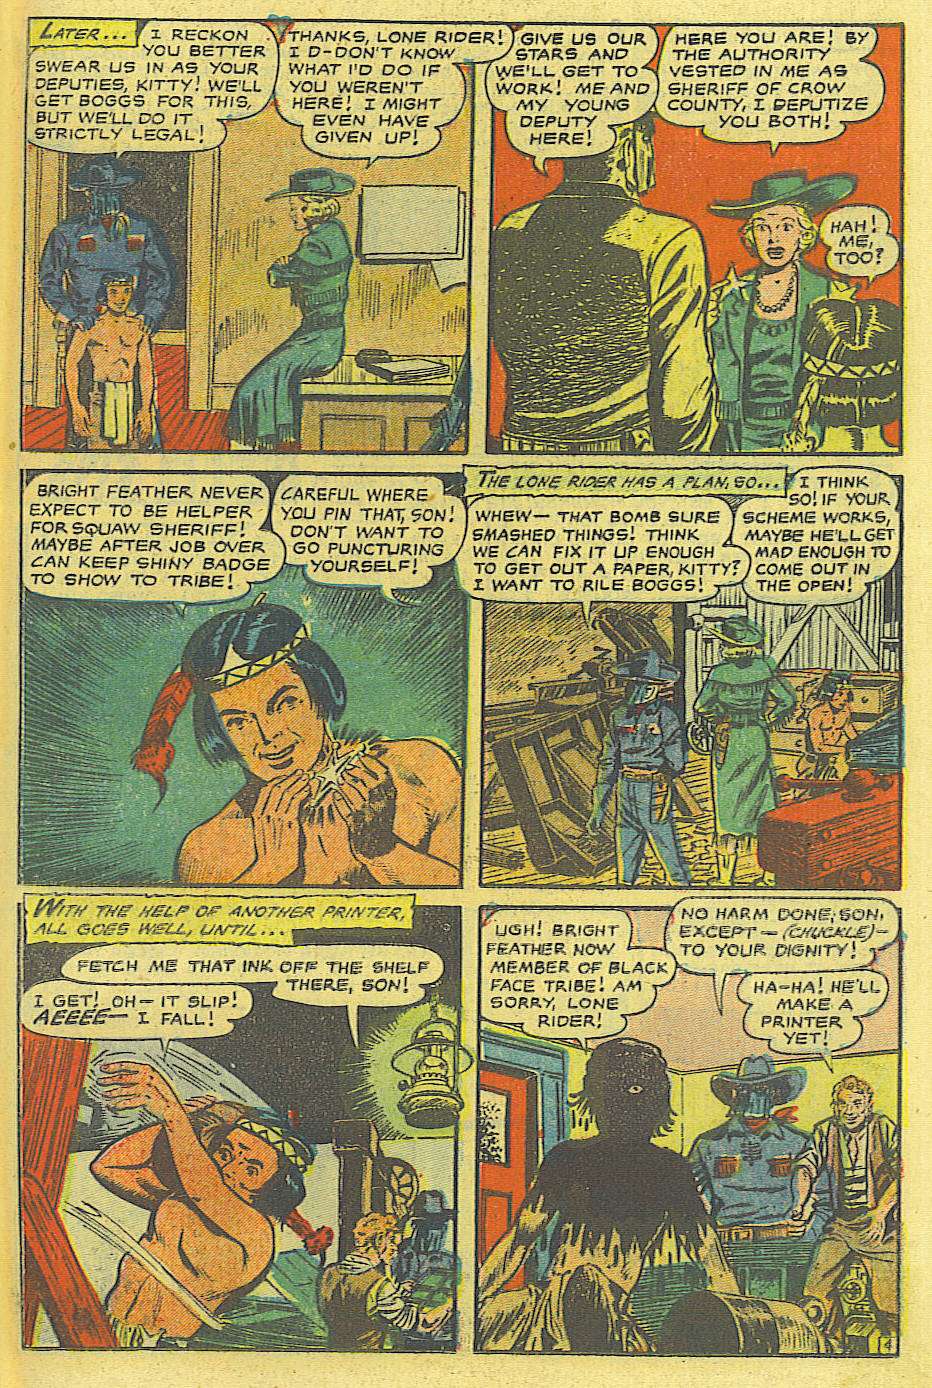 LATER...
I RECKON
YOU BETTER
SWEAR US IN AS YOUR
DEPUTIES, KITTY! WE'LL
GET BOGGS FOR THIS,
BUT WE'LL DO IT
STRICTLY LEGAL!
THANKS, LONE RIDER!
I D-DON'T KNOW
WHAT I'D DO IF
YOU WEREN'T
HERE! I MIGHT
EVEN HAVE
GIVEN UP!
GIVE US OUR
STARS AND
WE'LL GET TO
WORK! ME AND
MY YOUNG
DEPUTY
HERE!
HERE YOU ARE! BY
THE AUTHORITY
VESTED IN ME AS
SHERIFF OF CROW
COUNTY, I DEPUTIZE
YOU BOTH!
HAH!
ME,
TOO?
BRIGHT FEATHER NEVER
EXPECT TO BE HELPER
FOR SQUAW SHERIFF!
MAYBE AFTER JOB OVER
CAN KEEP SHINY BADGE
TO SHOW TO TRIBE!
CAREFUL WHERE
YOU PIN THAT, SON!
DON'T WANT TO
GO PUNCTURING
YOURSELF!
THE LONE RIDER HAS A PLAN, SO...
WHEW- THAT BOMB SURE
SMASHED THINGS! THINK
WE CAN FIX IT UP ENOUGH
TO GET OUT A PAPER, KITTY?
I WANT TO RILE BOGGS!
I THINK
SO! IF YOUR
SCHEME WORKS,
MAYBE HE'LL GET
MAD ENOUGH TO
COME OUT IN
THE OPEN!
WITH THE HELP OF ANOTHER PRINTER,
ALL GOES WELL, UNTIL...
FETCH ME THAT INK OFF THE SHELF
THERE, SON!
I GET! OH- IT SLIP!
AEEEE- I FALL!
UGH! BRIGHT
FEATHER NOW
MEMBER OF BLACK
FACE TRIBE! AM
SORRY, LONE
RIDER!
NO HARM DONE, SON,
EXCEPT- (CHUCKLE)-
TO YOUR DIGNITY!
HA-HA! HE'LL
MAKE A
PRINTER
YET!
4